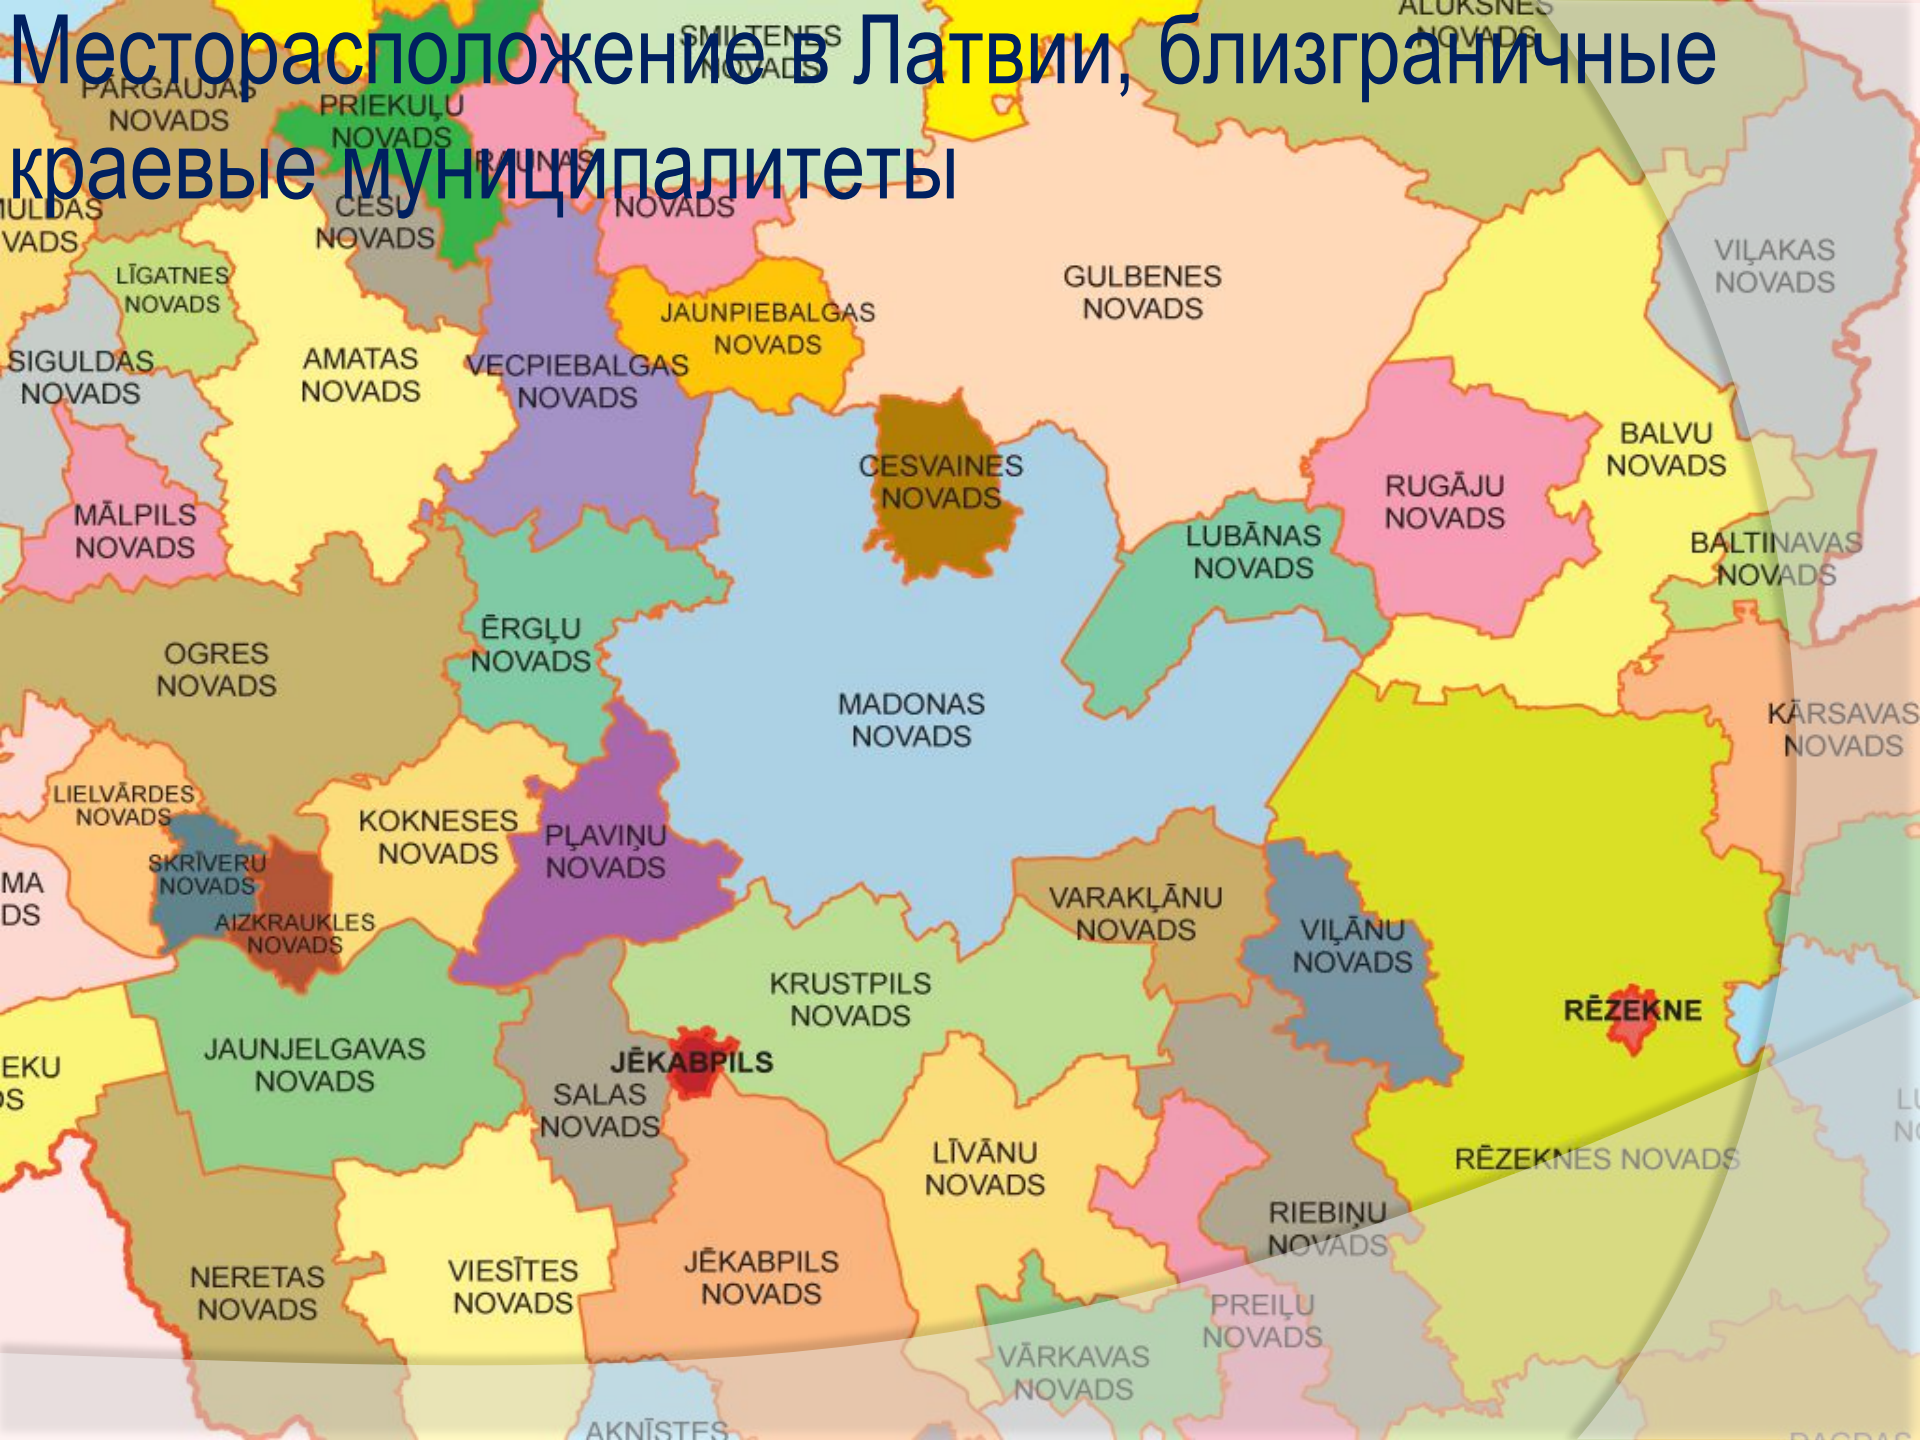 Месторасположение в Латвии, близграничные
краевые муниципалитеты
SMILTENES
NOVADS
ALŪKSNES
NOVADS
PĀRGAUJAS
NOVADS
PRIEKUĻU
NOVADS
RAUNAS
NOVADS
CĒSU
NOVADS
VADS
LĪGATNES
NOVADS
VIĻAKAS
NOVADS
GULBENES
NOVADS
JAUNPIEBALGAS
NOVADS
SIGULDAS
NOVADS
AMATAS
NOVADS
VECPIEBALGAS
NOVADS
BALVU
NOVADS
CESVAINES
NOVADS
RUGĀJU
NOVADS
MĀLPILS
NOVADS
LUBĀNAS
NOVADS
BALTINAVAS
NOVADS
ĒRGĻU
NOVADS
OGRES
NOVADS
MADONAS
NOVADS
KĀRSAVAS
NOVADS
LIELVĀRDES
NOVADS
KOKNESES
NOVADS
PĻAVIŅU
NOVADS
SKRĪVERU
NOVADS
MA
DS
VARAKĻĀNU
NOVADS
AIZKRAUKLES
NOVADS
VIĻĀNU
NOVADS
KRUSTPILS
NOVADS
RĒZEKNE
JAUNJELGAVAS
NOVADS
JĒKABPILS
EKU
SALAS
NOVADS
LĪVĀNU
NOVADS
RĒZEKNES NOVADS
RIEBIŅU
NOVADS
NERETAS
NOVADS
VIESĪTES
NOVADS
JĒKABPILS
NOVADS
PREIĻU
NOVADS
VĀRKAVAS
NOVADS
AKNĪSTES